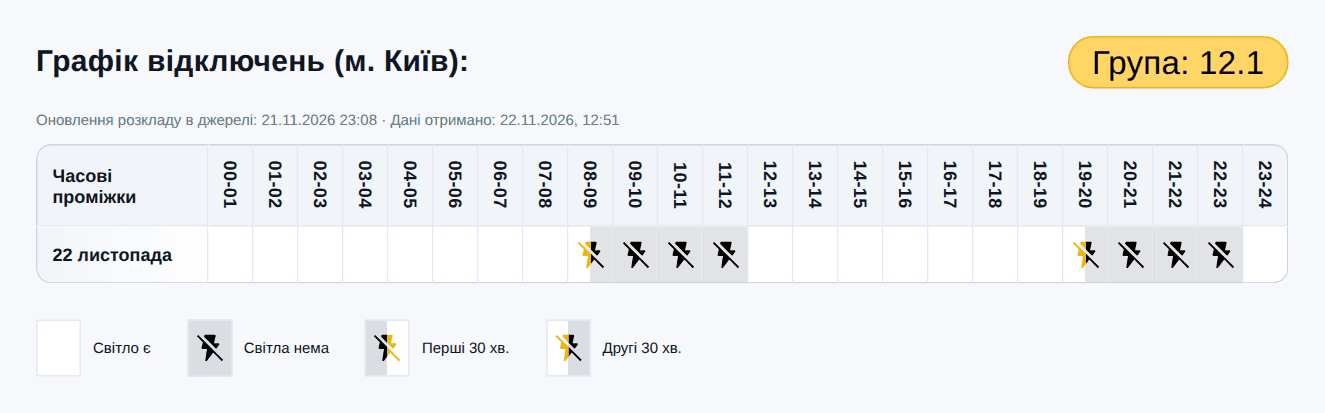 Графік відключень (м. Київ):
Група: 12.1
Оновлення розкладу в джерелі: 21.11.2026 23:08 · Дані отримано: 22.11.2026, 12:51
Часові
проміжки
00-01
01-02
02-03
03-04
04-05
05-06
06-07
07-08
08-09
09-10
10-11
11-12
12-13
13-14
14-15
15-16
16-17
17-18
18-19
19-20
20-21
21-22
22-23
23-24
22 листопада
Світло є
Світла нема
Перші 30 хв.
Другі 30 хв.